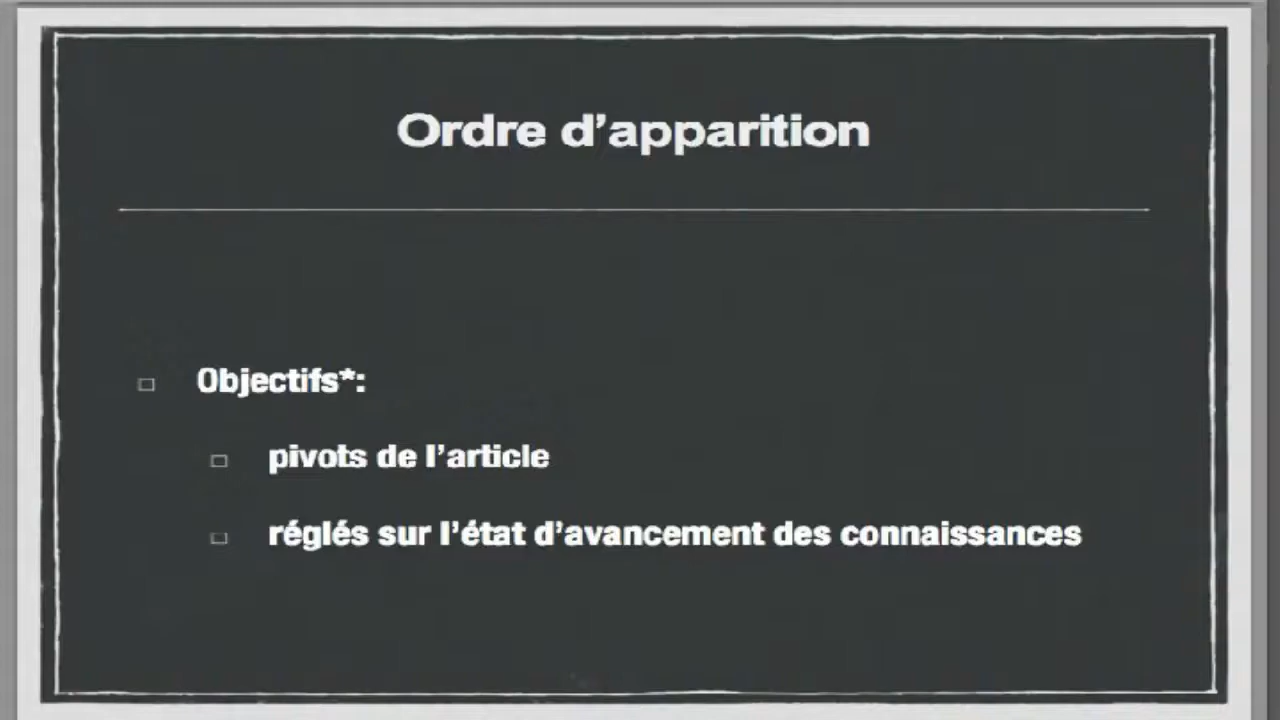 Ordre d’apparition
Objectifs*:
pivots de l’article
réglés sur l’état d’avancement des connaissances